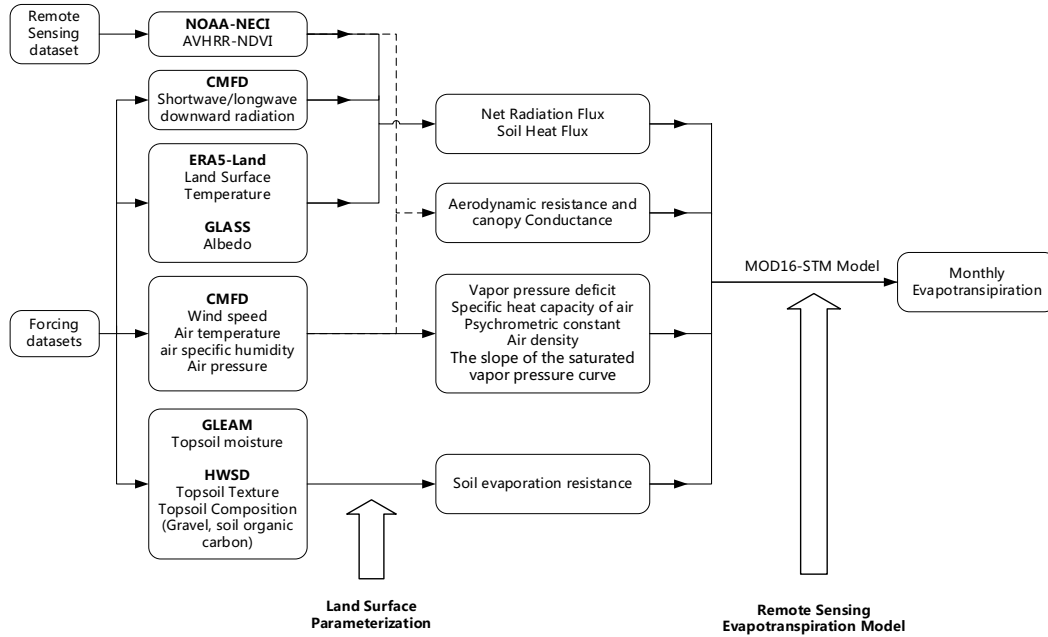 Remote
Sensing
dataset
NOAA-NECI
AVHRR-NDVI
CMFD
Shortwave/longwave
downward radiation
ERA5-Land
Land Surface
Temperature
GLASS
Albedo
Forcing
datasets
CMFD
Wind speed
Air temperature
air specific humidity
Air pressure
GLEAM
Topsoil moisture
HWSD
Topsoil Texture
Topsoil Composition
(Gravel, soil organic
carbon)
Net Radiation Flux
Soil Heat Flux
Aerodynamic resistance and
canopy Conductance
Vapor pressure deficit
Specific heat capacity of air
Psychrometric constant
Air density
The slope of the saturated
vapor pressure curve
Soil evaporation resistance
MOD16-STM Model
Monthly
Evapotransipiration
Land Surface
Parameterization
Remote Sensing
Evapotranspiration Model